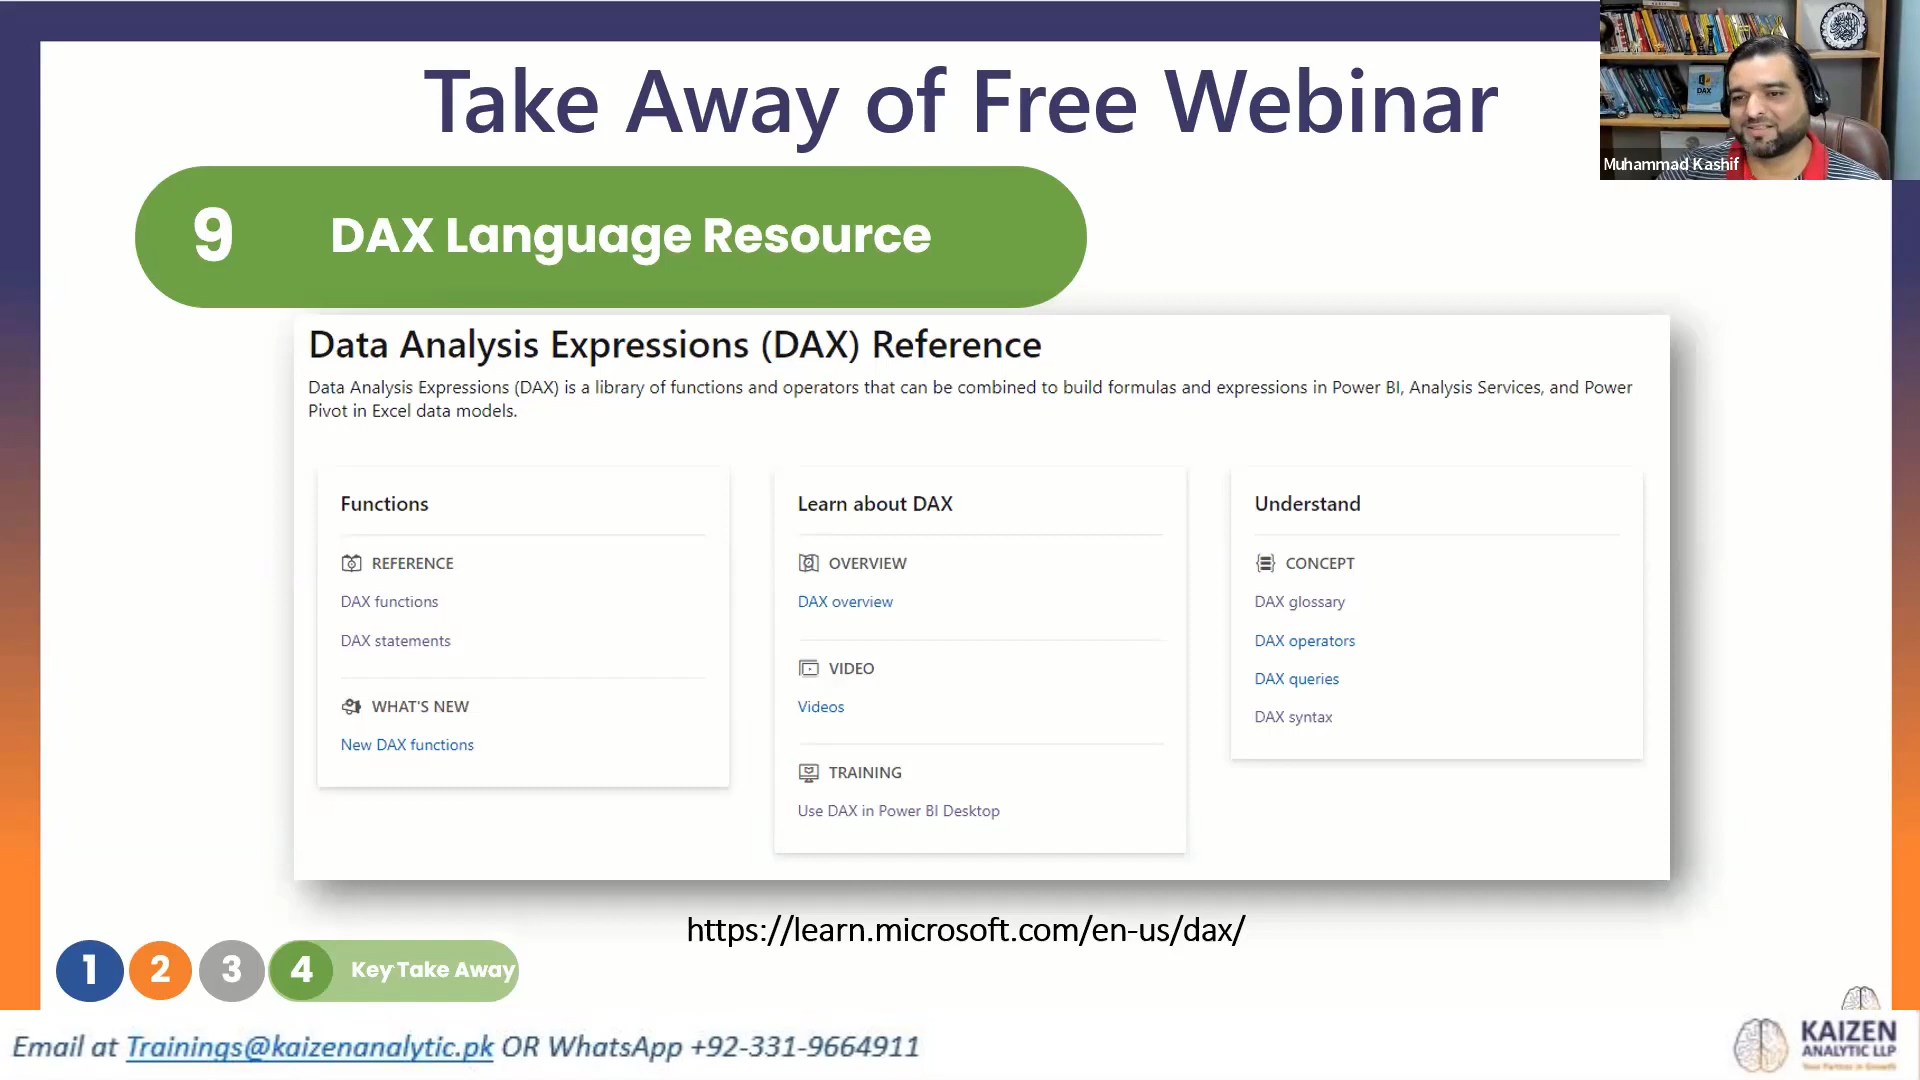 Take Away of Free Webinar
DAX
Muhammad Kashif
9 DAX Language Resource
Data Analysis Expressions (DAX) Reference
Data Analysis Expressions (DAX) is a library of functions and operators that can be combined to build formulas and expressions in Power BI, Analysis Services, and Power
Pivot in Excel data models.
Functions
REFERENCE
DAX functions
DAX statements
WHAT'S NEW
New DAX functions
Learn about DAX
OVERVIEW
DAX overview
VIDEO
Videos
TRAINING
Use DAX in Power BI Desktop
Understand
CONCEPT
DAX glossary
DAX operators
DAX queries
DAX syntax
https://learn.microsoft.com/en-us/dax/
1 2 3 4 Key Take Away
Email at Trainings@kaizenanalytic.pk OR WhatsApp +92-331-9664911
KAIZEN
ANALYTIC LLP
Your Partner in Growth